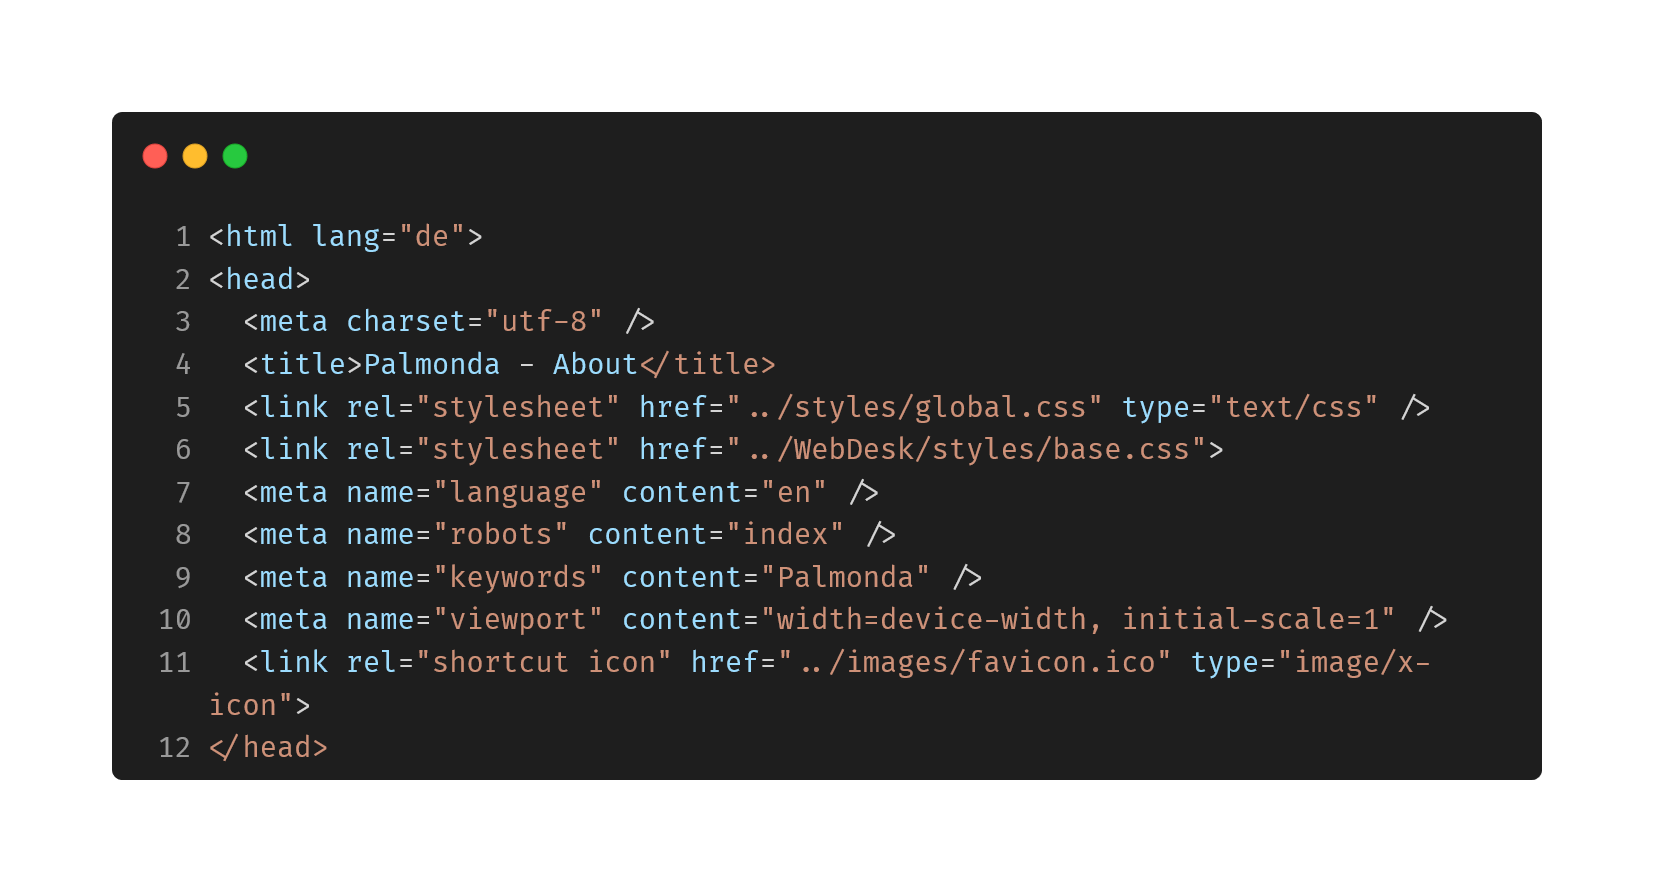 1 <html lang="de">
2 <head>
3   <meta charset="utf-8" />
4   <title>Palmonda - About</title>
5   <link rel="stylesheet" href="../styles/global.css" type="text/css" />
6   <link rel="stylesheet" href="../WebDesk/styles/base.css">
7   <meta name="language" content="en" />
8   <meta name="robots" content="index" />
9   <meta name="keywords" content="Palmonda" />
10   <meta name="viewport" content="width=device-width, initial-scale=1" />
11   <link rel="shortcut icon" href="../images/favicon.ico" type="image/x-
icon">
12 </head>